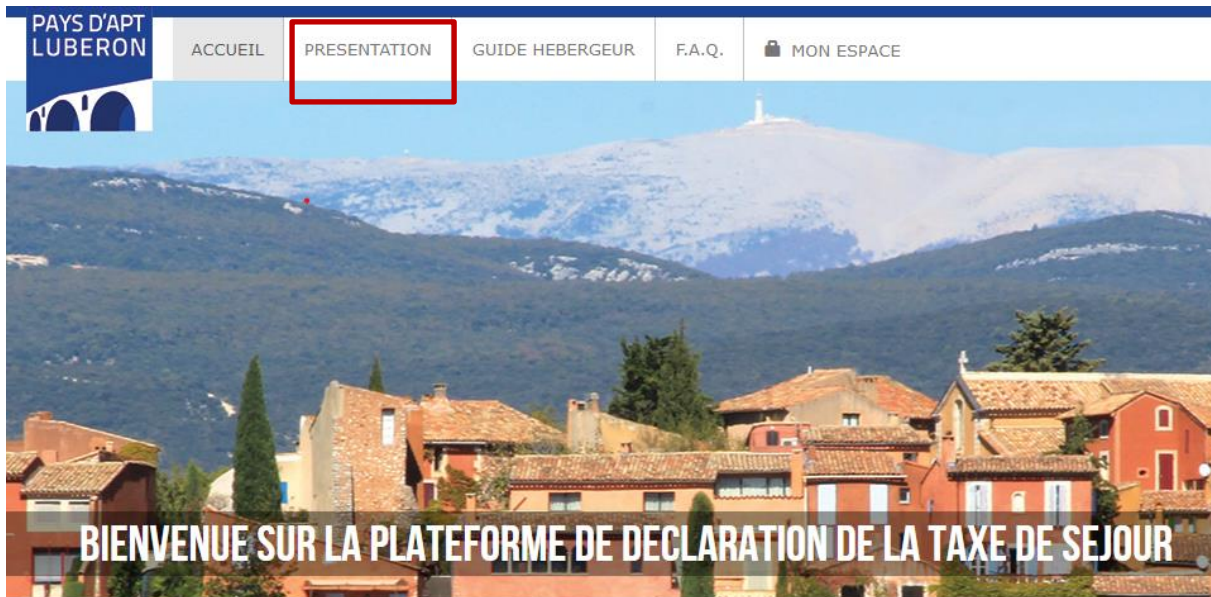 PAYS D'APT
LUBERON
ACCUEIL
PRESENTATION
GUIDE HEBERGEUR
F.A.Q.
MON ESPACE
BIENVENUE SUR LA PLATEFORME DE DECLARATION DE LA TAXE DE SEJOUR